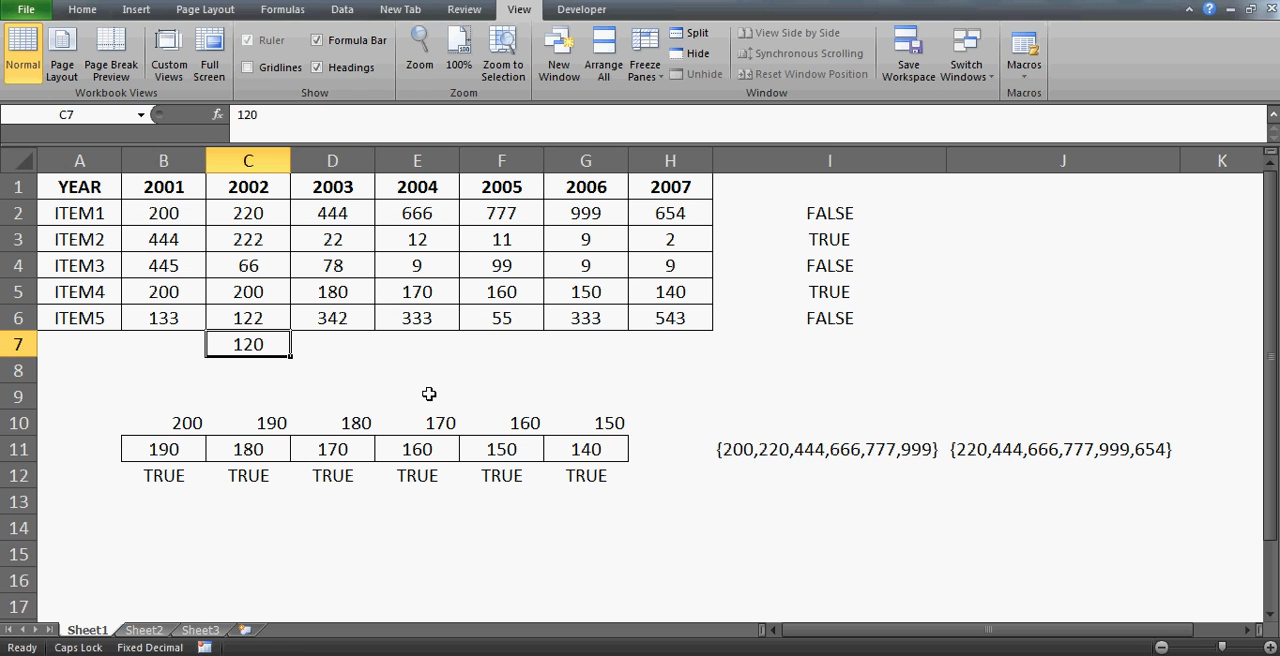 File Home Insert Page Layout Formulas Data New Tab Review View Developer
Normal Page Layout Page Break Preview Custom Views Full Screen
Workbook Views
Ruler Formula Bar
Gridlines Headings
Show
Zoom 100% Zoom to Selection
Zoom
New Window Arrange All Freeze Panes
Split
Hide
Unhide
View Side by Side
Synchronous Scrolling
Reset Window Position
Save Workspace Switch Windows
Window
Macros
Macros
C7 fx 120
A B C D E F G H I J K
1 YEAR 2001 2002 2003 2004 2005 2006 2007
2 ITEM1 200 220 444 666 777 999 654 FALSE
3 ITEM2 444 222 22 12 11 9 2 TRUE
4 ITEM3 445 66 78 9 99 9 9 FALSE
5 ITEM4 200 200 180 170 160 150 140 TRUE
6 ITEM5 133 122 342 333 55 333 543 FALSE
7 120
8
9
10 200 190 180 170 160 150
11 190 180 170 160 150 140 {200,220,444,666,777,999} {220,444,666,777,999,654}
12 TRUE TRUE TRUE TRUE TRUE TRUE
13
14
15
16
17
Sheet1 Sheet2 Sheet3
Ready Caps Lock Fixed Decimal